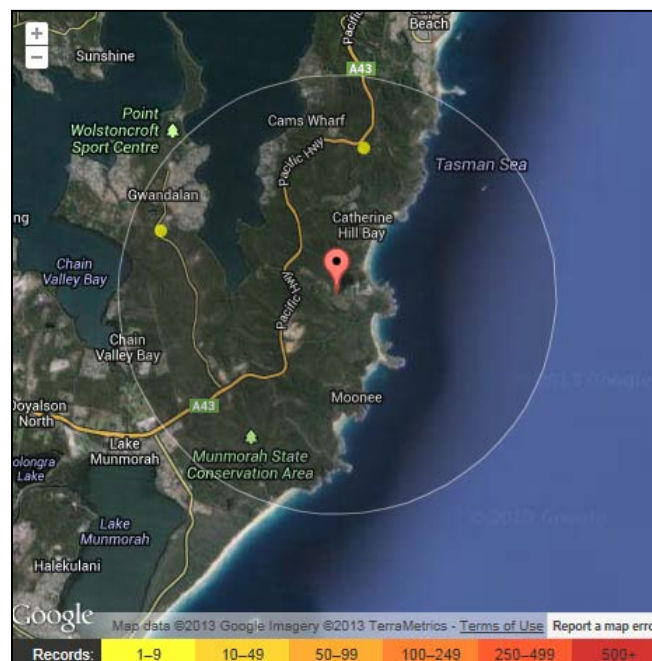 +
−
Beach
Sunshine
A43
Point
Wolstoncroft
Sport Centre
Cams Wharf
Pacific Hwy
Tasman Sea
Gwandalan
ng
Catherine
Hill Bay
Chain
Valley Bay
Pacific Hwy
Chain
Valley Bay
Moonee
Doyalson
North
A43
Lake
Munmorah
Munmorah State
Conservation Area
olongra
Lake
Lake
Munmorah
Halekulani
Google
Map data ©2013 Google Imagery ©2013 TerraMetrics - Terms of Use
Report a map erro
Records: 1–9 10–49 50–99 100–249 250–499 500+